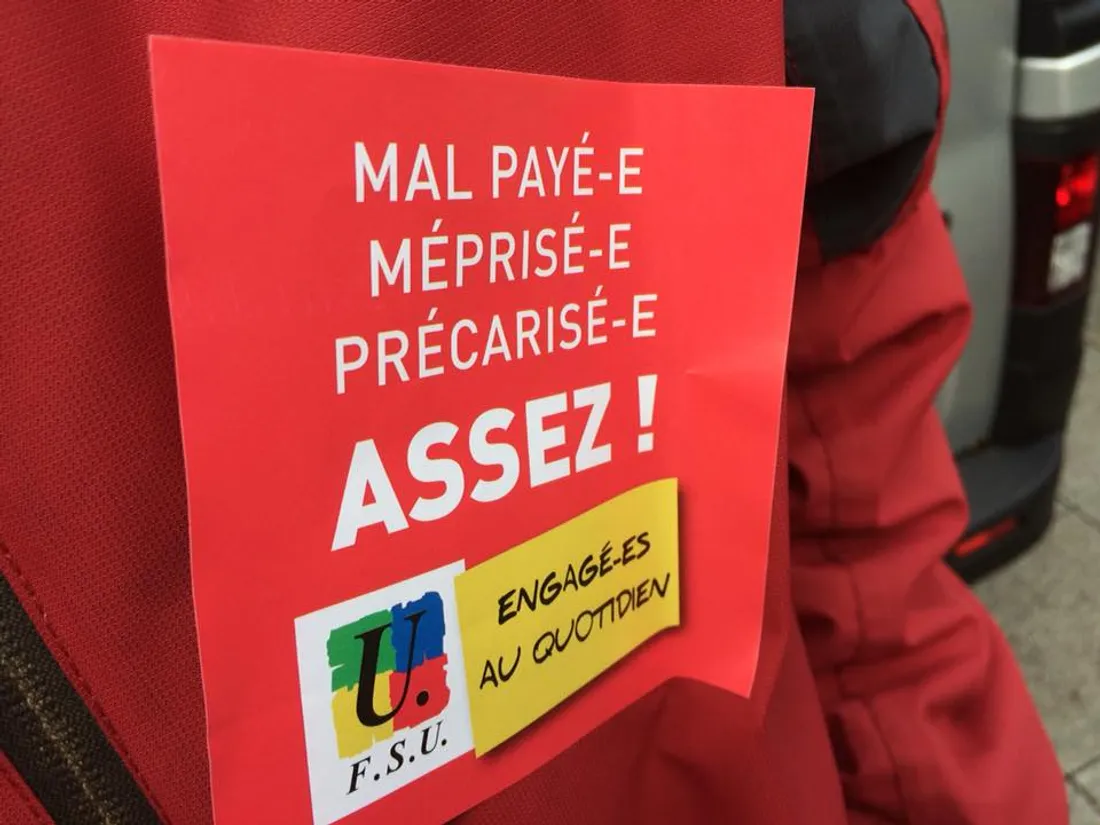 MAL PAYÉ-E
MÉPRISÉ-E
PRÉCARISÉ-E
ASSEZ !
ENGAGÉ-ES
AU QUOTIDIEN
U.
F.S.U.